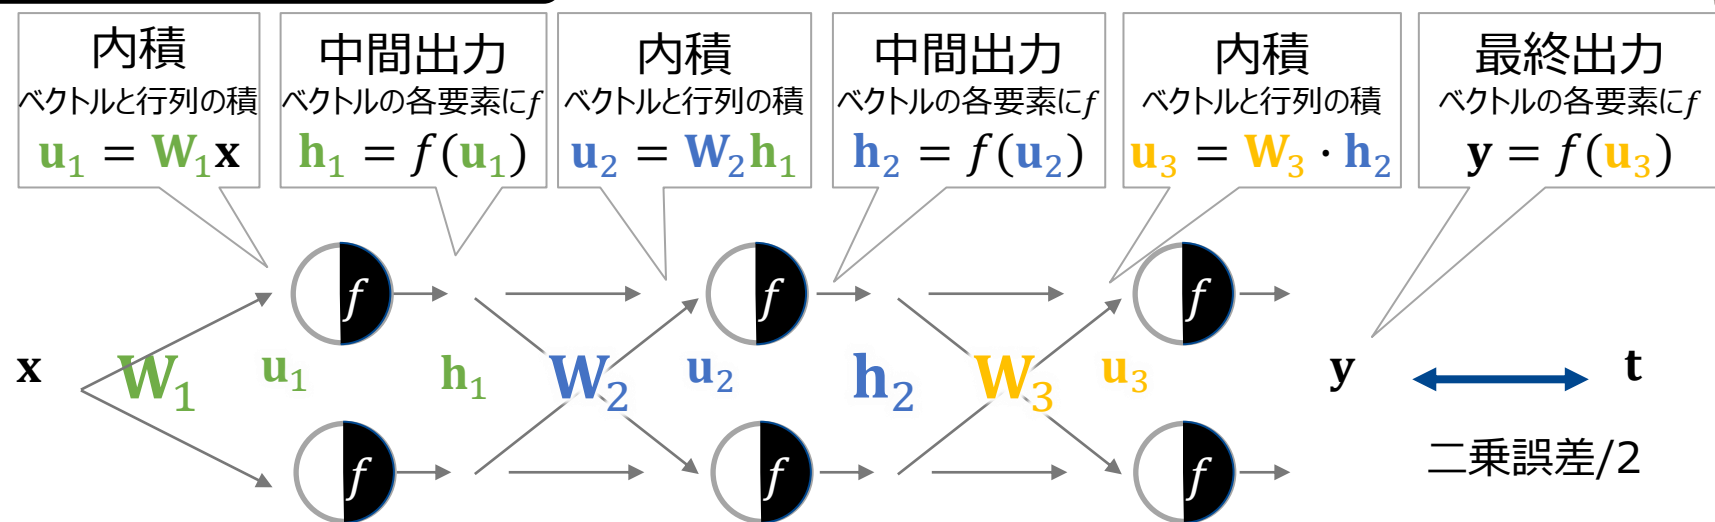 内積
ベクトルと行列の積
u₁ = W₁x
中間出力
ベクトルの各要素にf
h₁ = f(u₁)
内積
ベクトルと行列の積
u₂ = W₂h₁
中間出力
ベクトルの各要素にf
h₂ = f(u₂)
内積
ベクトルと行列の積
u₃ = W₃ · h₂
最終出力
ベクトルの各要素にf
y = f(u₃)
f f f
x W₁ u₁ h₁ W₂ u₂ h₂ W₃ u₃ y t
f f f
二乗誤差/2